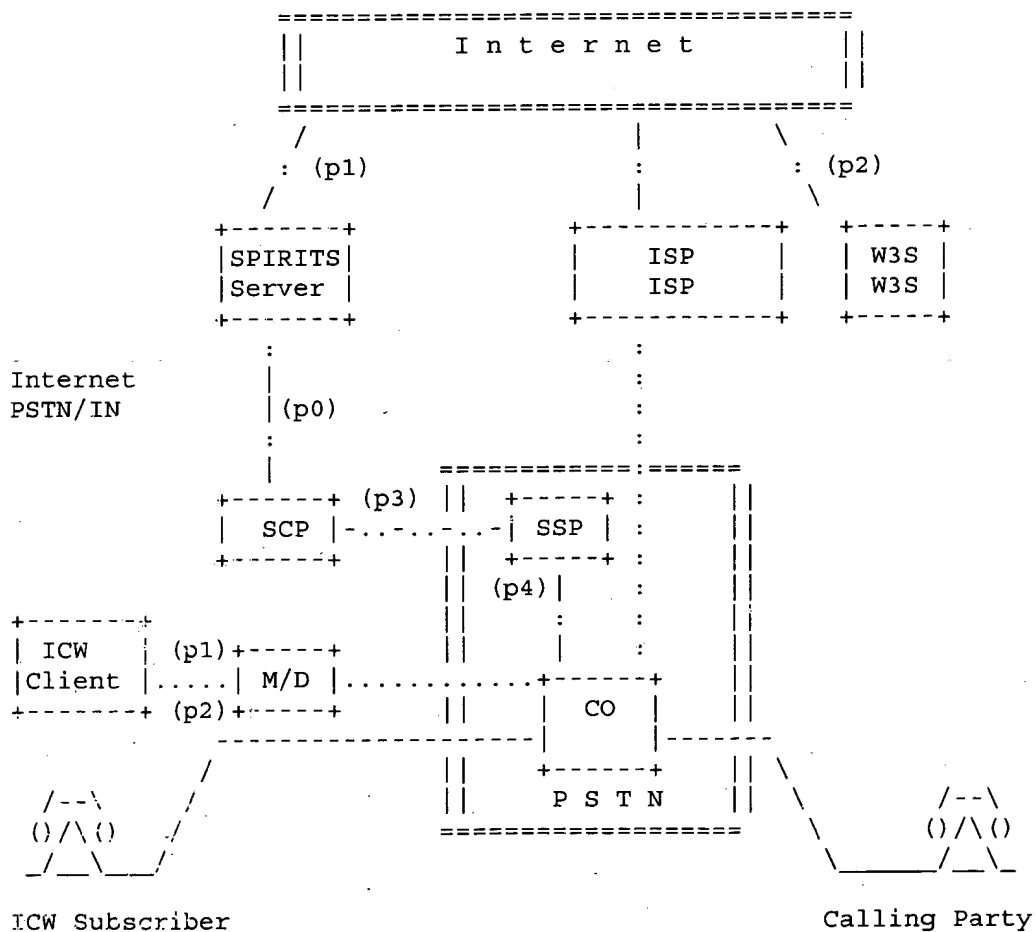 I n t e r n e t
(p1)
(p2)
SPIRITS
Server
ISP
ISP
W3S
W3S
Internet
PSTN/IN
(p0)
(p3)
SCP
SSP
(p4)
ICW
Client
(p1)
M/D
(p2)
CO
P S T N
ICW Subscriber
Calling Party